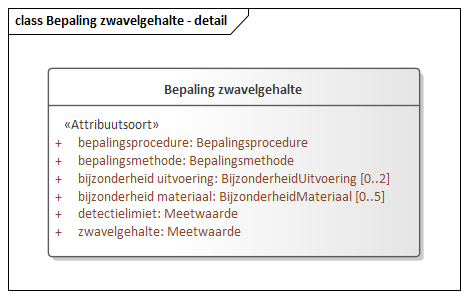 class Bepaling zwavelgehalte - detail
Bepaling zwavelgehalte
«Attribuutsoort»
+ bepalingsprocedure: Bepalingsprocedure
+ bepalingsmethode: Bepalingsmethode
+ bijzonderheid uitvoering: BijzonderheidUitvoering [0..2]
+ bijzonderheid materiaal: BijzonderheidMateriaal [0..5]
+ detectielimiet: Meetwaarde
+ zwavelgehalte: Meetwaarde